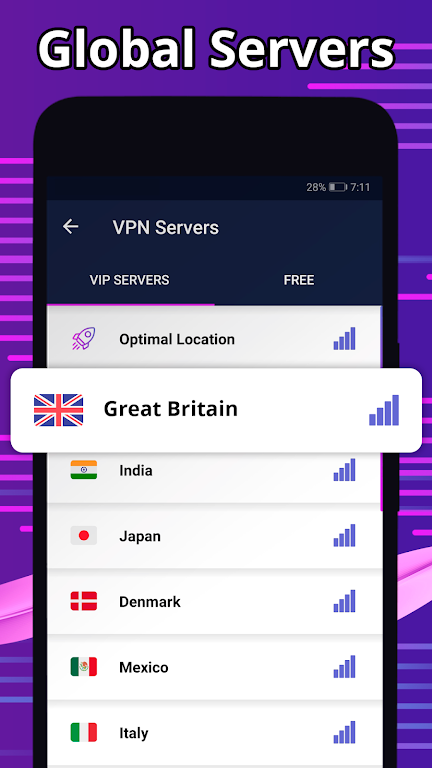 Global Servers
28% 7:11
VPN Servers
VIP SERVERS FREE
Optimal Location
Great Britain
India
Japan
Denmark
Mexico
Italy